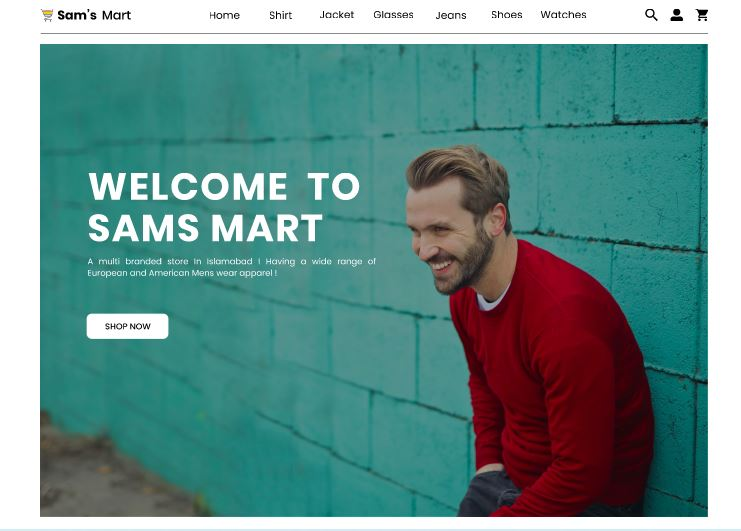 Sam's Mart
Home Shirt Jacket Glasses Jeans Shoes Watches
WELCOME TO
SAMS MART
A multi branded store In Islamabad ! Having a wide range of
European and American Mens wear apparel !
SHOP NOW